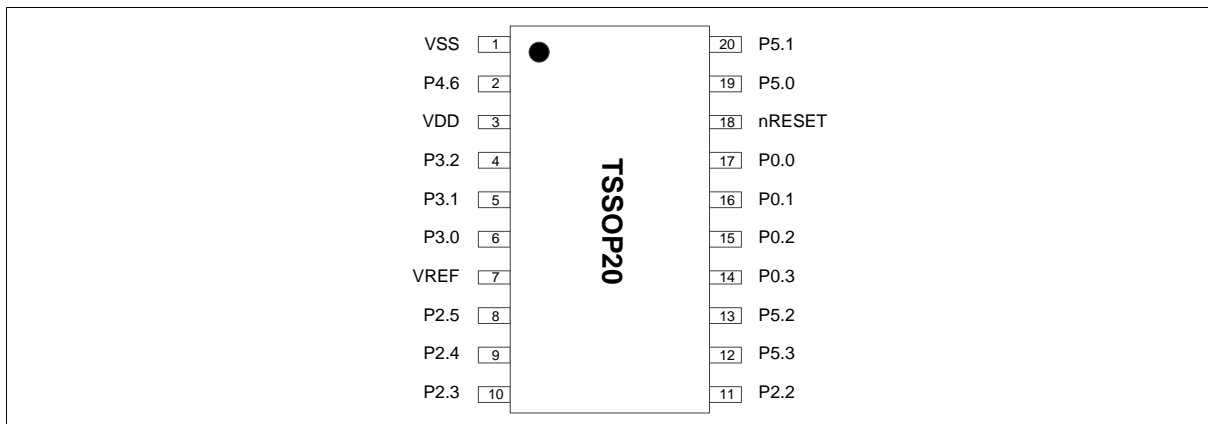 VSS 1 20 P5.1
P4.6 2 19 P5.0
VDD 3 18 nRESET
P3.2 4 17 P0.0
P3.1 5 16 P0.1
P3.0 6 15 P0.2
VREF 7 14 P0.3
P2.5 8 13 P5.2
P2.4 9 12 P5.3
P2.3 10 11 P2.2
TSSOP20